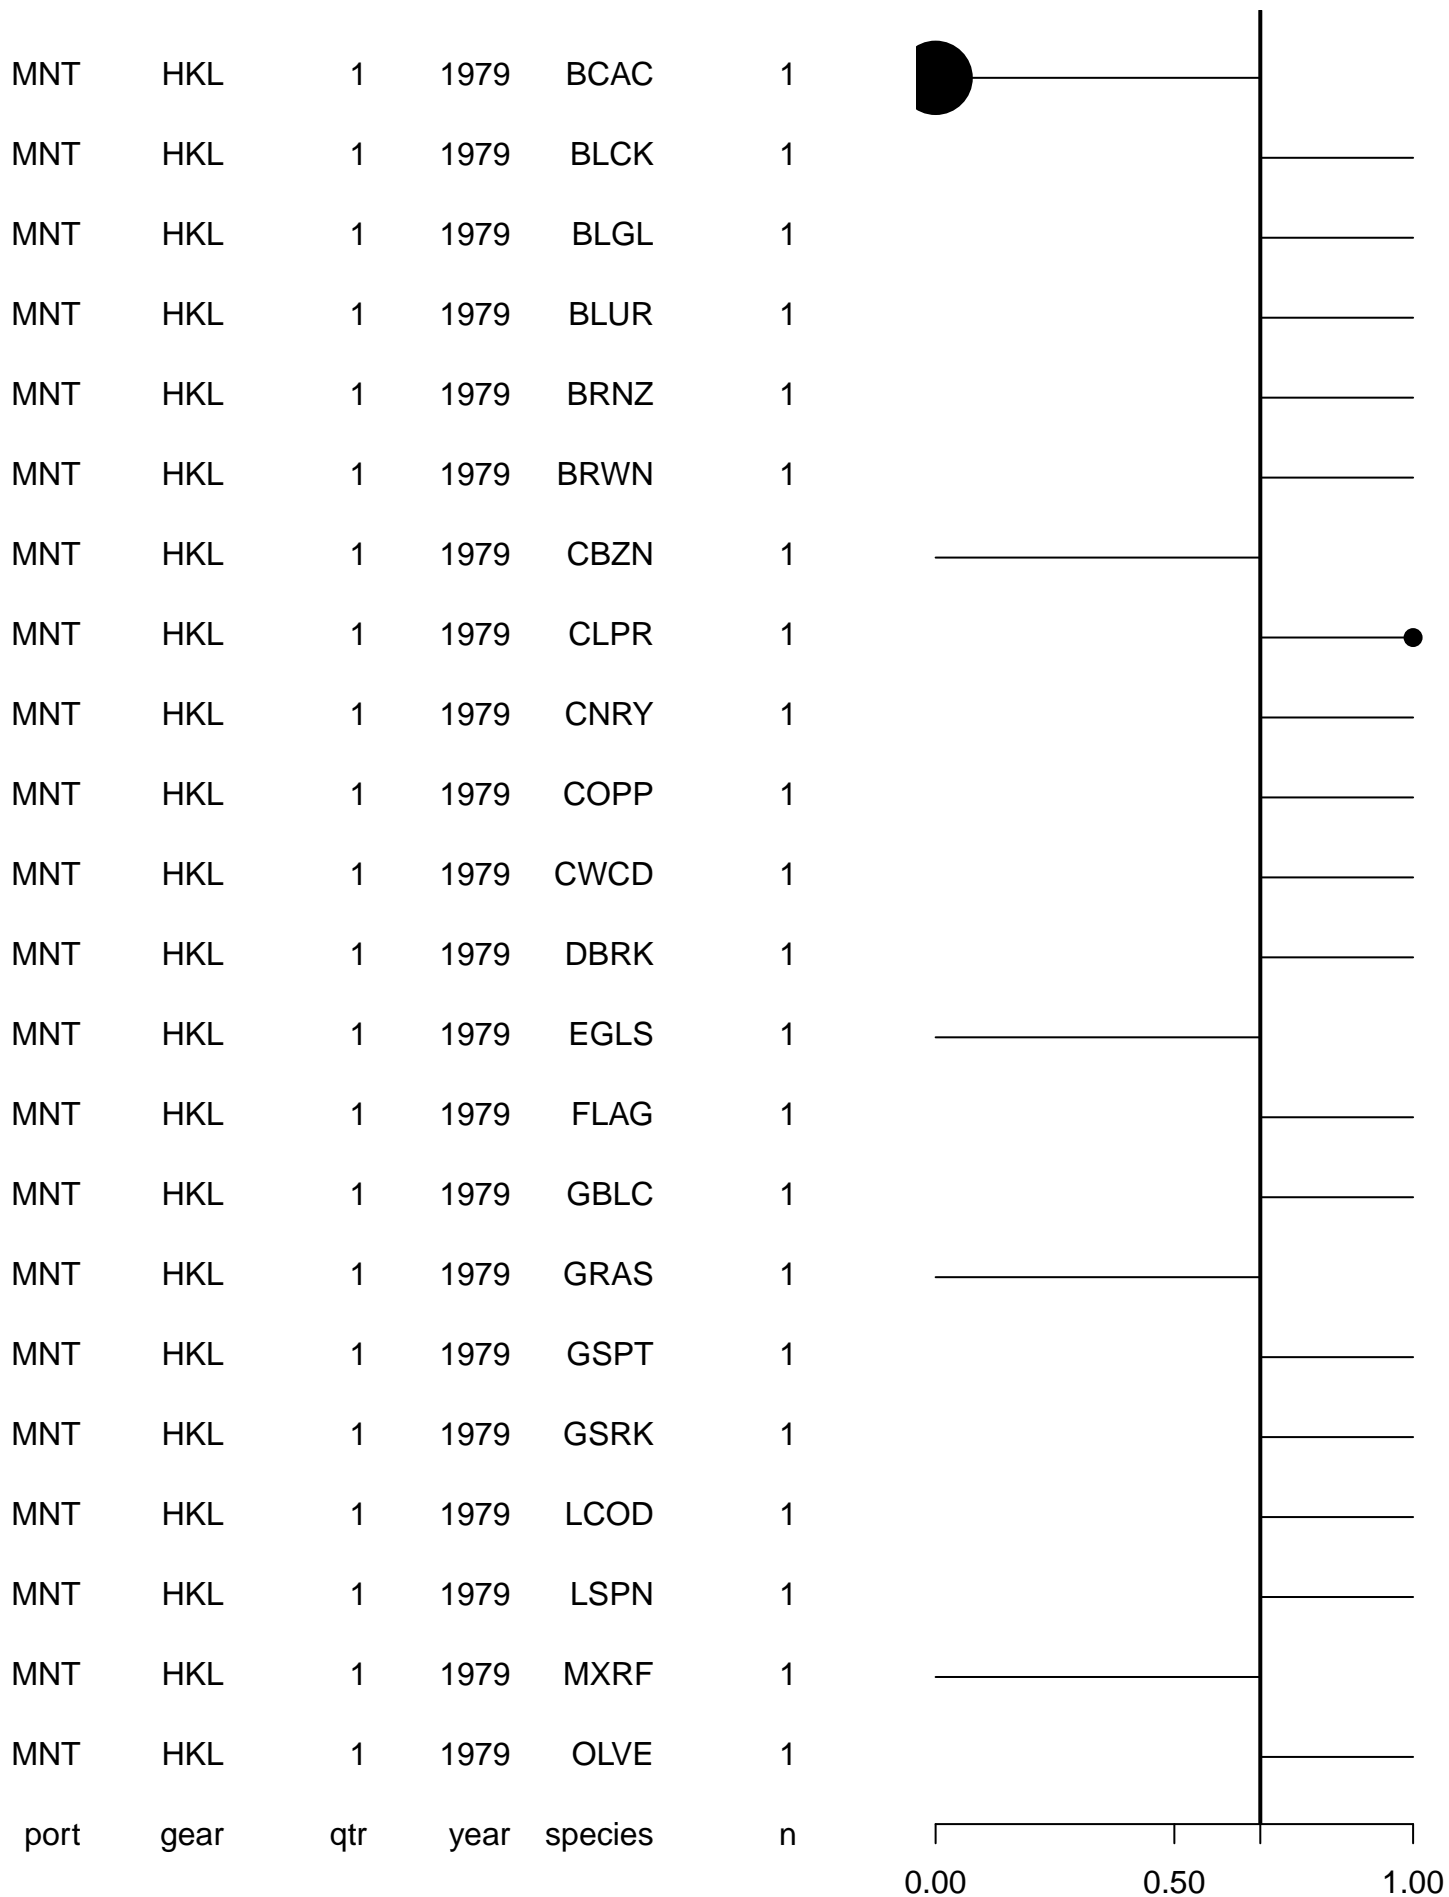 MNT HKL 1 1979 BCAC 1
MNT HKL 1 1979 BLCK 1
MNT HKL 1 1979 BLGL 1
MNT HKL 1 1979 BLUR 1
MNT HKL 1 1979 BRNZ 1
MNT HKL 1 1979 BRWN 1
MNT HKL 1 1979 CBZN 1
MNT HKL 1 1979 CLPR 1
MNT HKL 1 1979 CNRY 1
MNT HKL 1 1979 COPP 1
MNT HKL 1 1979 CWCD 1
MNT HKL 1 1979 DBRK 1
MNT HKL 1 1979 EGLS 1
MNT HKL 1 1979 FLAG 1
MNT HKL 1 1979 GBLC 1
MNT HKL 1 1979 GRAS 1
MNT HKL 1 1979 GSPT 1
MNT HKL 1 1979 GSRK 1
MNT HKL 1 1979 LCOD 1
MNT HKL 1 1979 LSPN 1
MNT HKL 1 1979 MXRF 1
MNT HKL 1 1979 OLVE 1
port gear qtr year species n
0.00 0.50 1.00